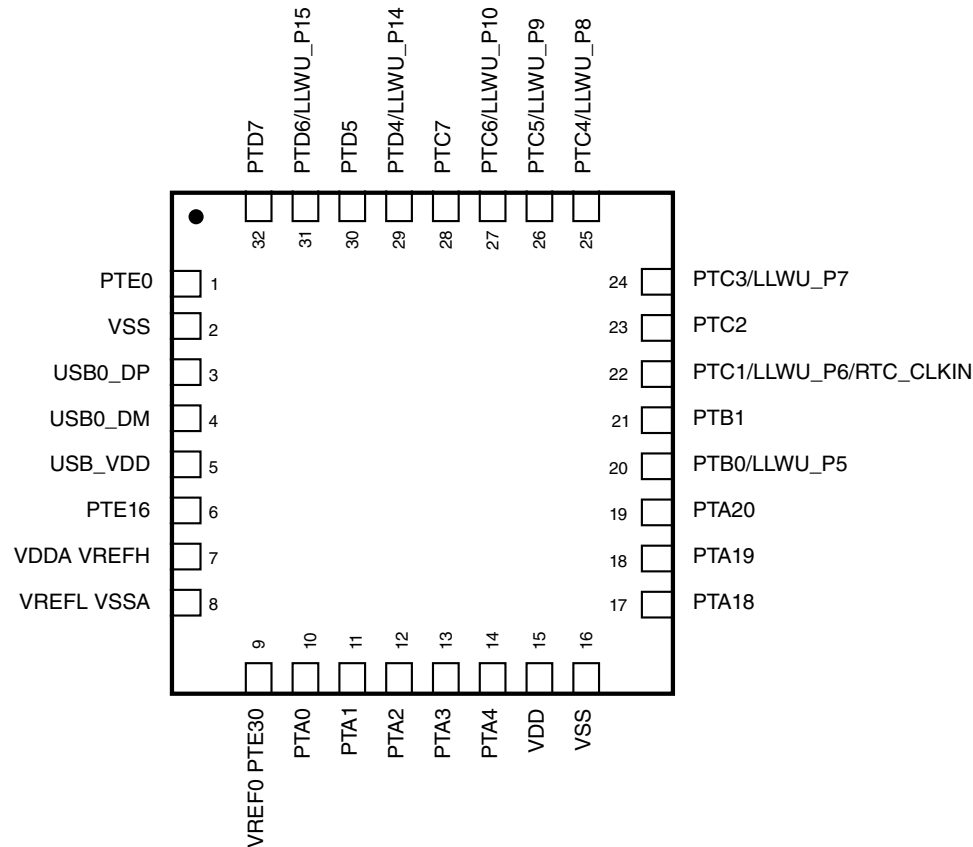 PTD7
PTD6/LLWU_P15
PTD5
PTD4/LLWU_P14
PTC7
PTC6/LLWU_P10
PTC5/LLWU_P9
PTC4/LLWU_P8
32
31
30
29
28
27
26
25
PTE0 1
VSS 2
USB0_DP 3
USB0_DM 4
USB_VDD 5
PTE16 6
VDDA VREFH 7
VREFL VSSA 8
24 PTC3/LLWU_P7
23 PTC2
22 PTC1/LLWU_P6/RTC_CLKIN
21 PTB1
20 PTB0/LLWU_P5
19 PTA20
18 PTA19
17 PTA18
9
10
11
12
13
14
15
16
VREF0 PTE30
PTA0
PTA1
PTA2
PTA3
PTA4
VDD
VSS